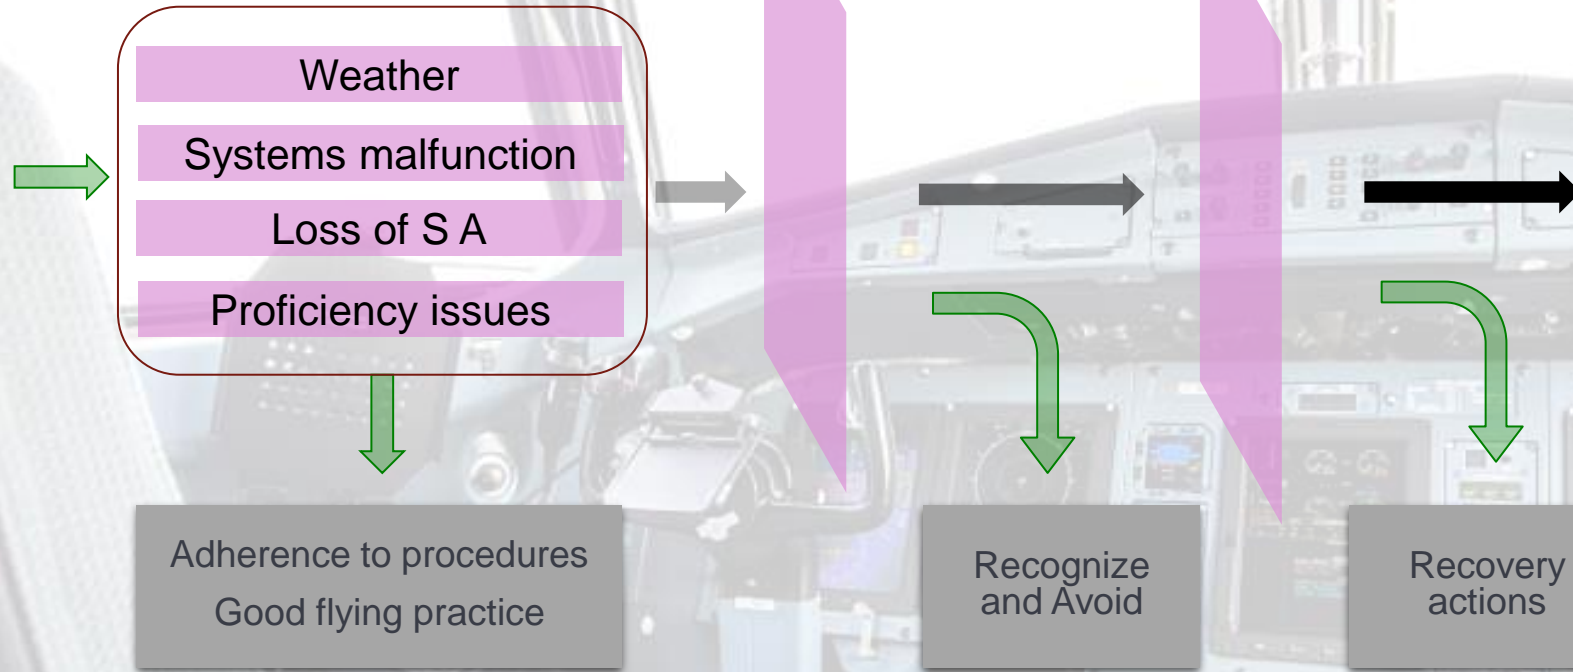 Weather
Systems malfunction
Loss of S A
Proficiency issues
Adherence to procedures
Good flying practice
Recognize
and Avoid
Recovery
actions